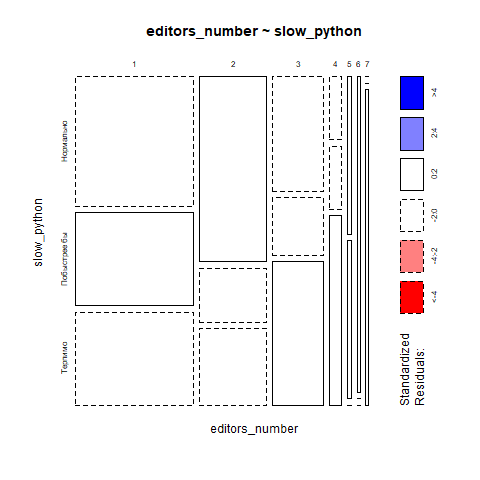 editors_number ~ slow_python
1 2 3 4 5 6 7
Нормально
Побыстрее бы
Терпимо
slow_python
editors_number
>4
2:4
0:2
-2:0
-4:-2
<-4
Standardized
Residuals: